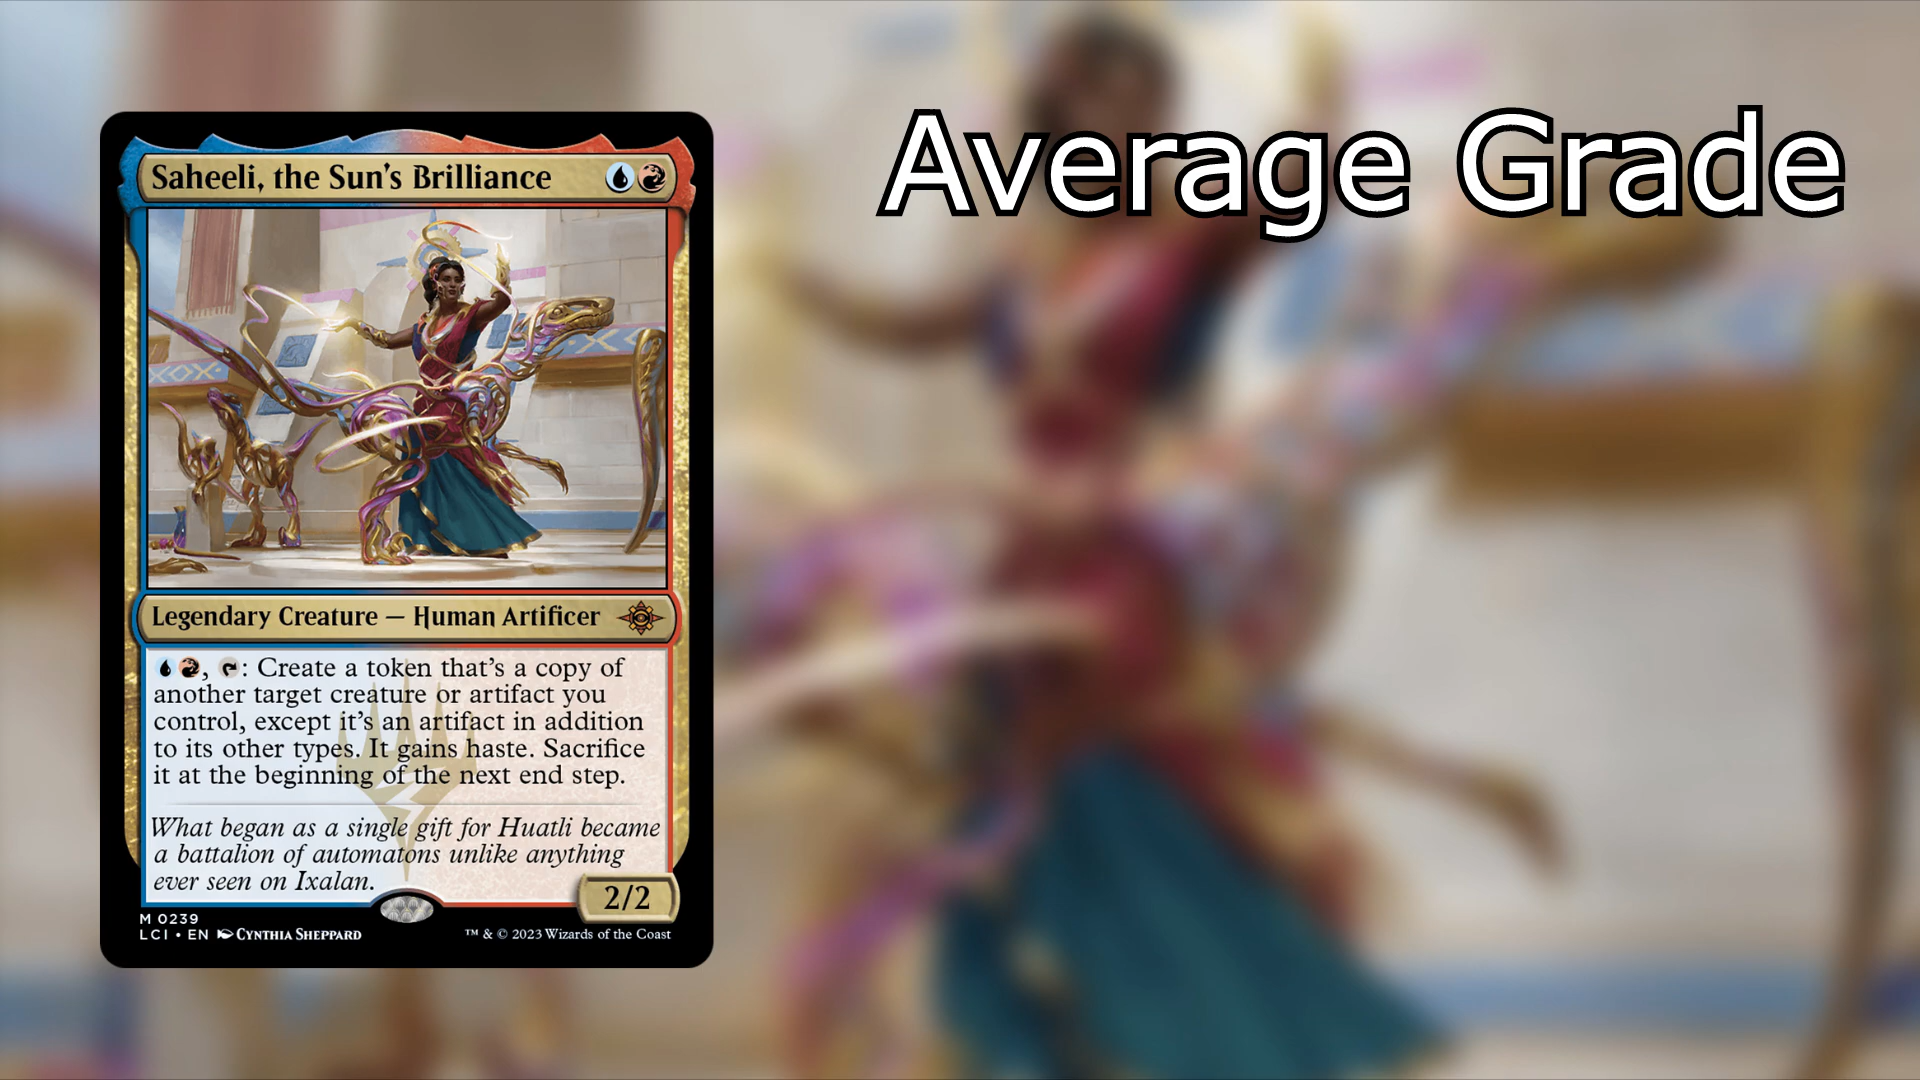 Average Grade
Saheeli, the Sun's Brilliance
Legendary Creature — Human Artificer
: Create a token that's a copy of
another target creature or artifact you
control, except it's an artifact in addition
to its other types. It gains haste. Sacrifice
it at the beginning of the next end step.
What began as a single gift for Huatli became
a battalion of automatons unlike anything
ever seen on Ixalan.
2/2
M 0239
LCI • EN CYNTHIA SHEPPARD
™ & © 2023 Wizards of the Coast